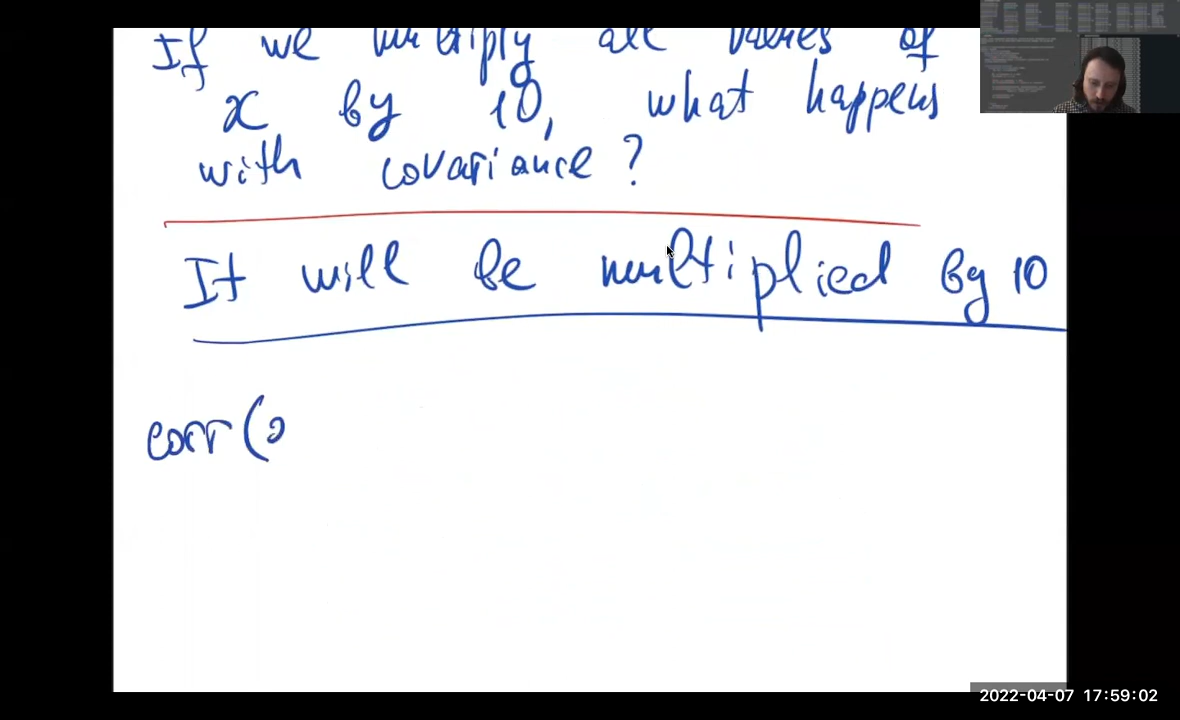 If we multiply all values of
x by 10, what happens
with covariance?
It will be multiplied by 10
corr(
2022-04-07 17:59:02